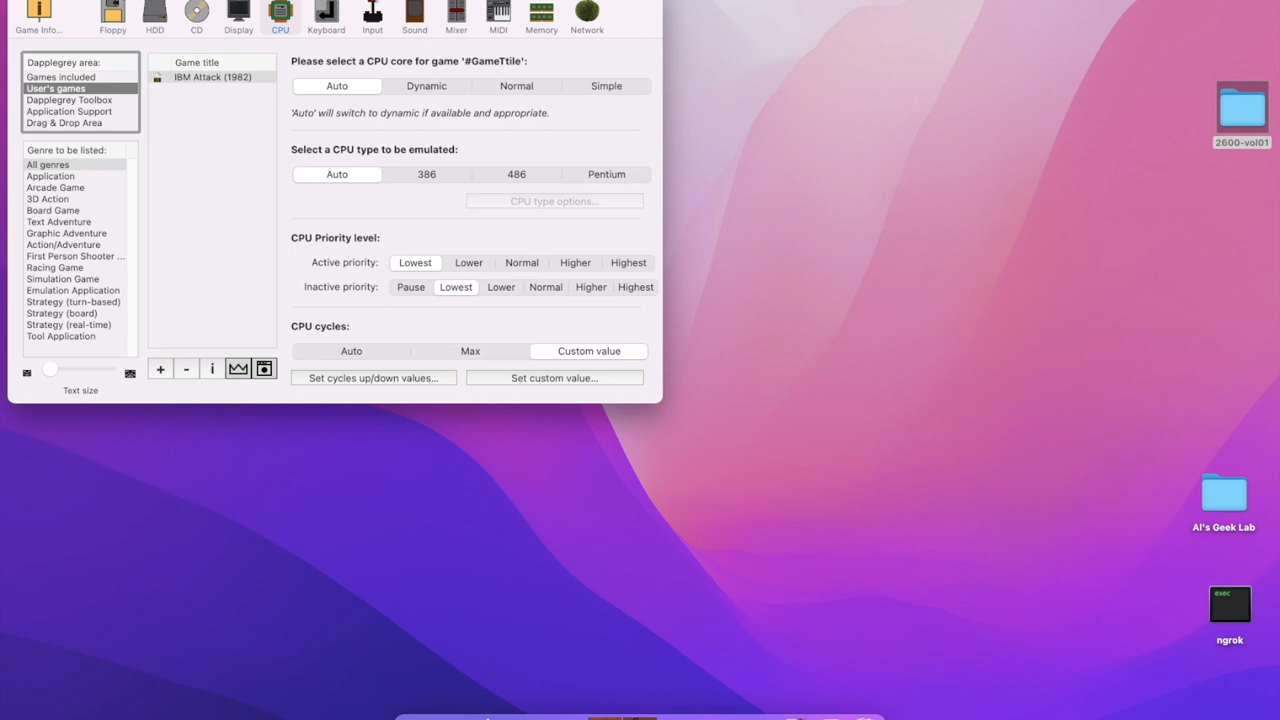 Game Info... Floppy HDD CD Display CPU Keyboard Input Sound Mixer MIDI Memory Network
Dapplegrey area:
Games included
User's games
Dapplegrey Toolbox
Application Support
Drag & Drop Area
Genre to be listed:
All genres
Application
Arcade Game
3D Action
Board Game
Text Adventure
Graphic Adventure
Action/Adventure
First Person Shooter ...
Racing Game
Simulation Game
Emulation Application
Strategy (turn-based)
Strategy (board)
Strategy (real-time)
Tool Application
Text size
Game title
IBM Attack (1982)
+ - i
Please select a CPU core for game '#GameTtile':
Auto Dynamic Normal Simple
'Auto' will switch to dynamic if available and appropriate.
Select a CPU type to be emulated:
Auto 386 486 Pentium
CPU type options...
CPU Priority level:
Active priority: Lowest Lower Normal Higher Highest
Inactive priority: Pause Lowest Lower Normal Higher Highest
CPU cycles:
Auto Max Custom value
Set cycles up/down values... Set custom value...
2600-vol01
AI's Geek Lab
exec
ngrok